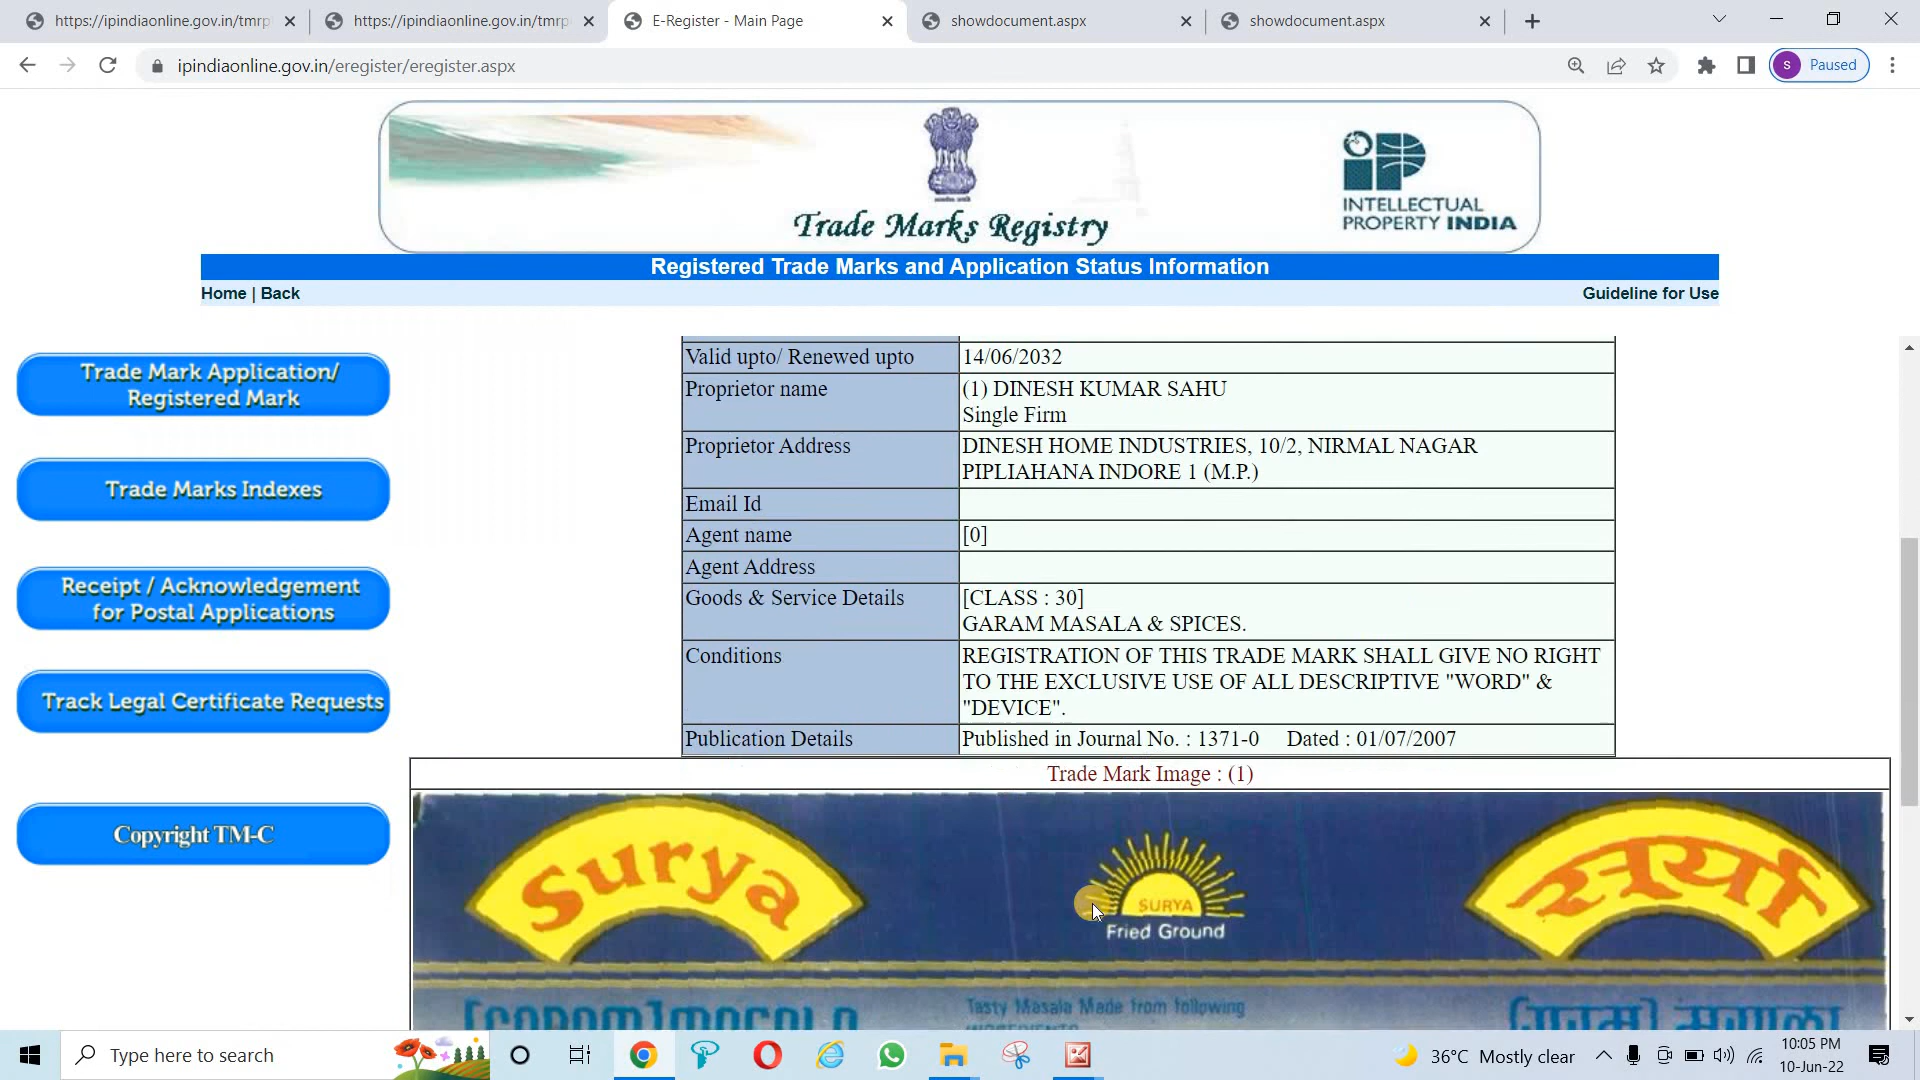 https://ipindiaonline.gov.in/tmrp
https://ipindiaonline.gov.in/tmrp
E-Register - Main Page
showdocument.aspx
showdocument.aspx
ipindiaonline.gov.in/eregister/eregister.aspx
S
Paused
Trade Marks Registry
INTELLECTUAL
PROPERTY INDIA
Registered Trade Marks and Application Status Information
Home | Back
Guideline for Use
Trade Mark Application/
Registered Mark
Trade Marks Indexes
Receipt / Acknowledgement
for Postal Applications
Track Legal Certificate Requests
Copyright TM-C
Valid upto/ Renewed upto
14/06/2032
Proprietor name
(1) DINESH KUMAR SAHU
Single Firm
Proprietor Address
DINESH HOME INDUSTRIES, 10/2, NIRMAL NAGAR
PIPLIAHANA INDORE 1 (M.P.)
Email Id
Agent name
[0]
Agent Address
Goods & Service Details
[CLASS : 30]
GARAM MASALA & SPICES.
Conditions
REGISTRATION OF THIS TRADE MARK SHALL GIVE NO RIGHT
TO THE EXCLUSIVE USE OF ALL DESCRIPTIVE "WORD" &
"DEVICE".
Publication Details
Published in Journal No. : 1371-0 Dated : 01/07/2007
Trade Mark Image : (1)
Surya
SURYA
Fried Ground
सूर्या
Tasty Masala Made from following
Type here to search
36°C Mostly clear
10:05 PM
10-Jun-22